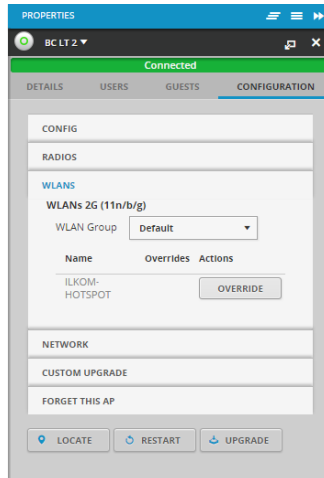 PROPERTIES
BC LT 2
Connected
DETAILS USERS GUESTS CONFIGURATION
CONFIG
RADIOS
WLANS
WLANs 2G (11n/b/g)
WLAN Group Default
Name Overrides Actions
ILKOM-
HOTSPOT
OVERRIDE
NETWORK
CUSTOM UPGRADE
FORGET THIS AP
LOCATE RESTART UPGRADE